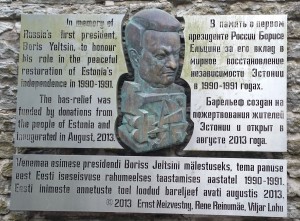 In memory of
Russia's first president,
Boris Yeltsin, to honour
his role in the peaceful
restoration of Estonia's
independence in 1990-1991.
The bas-relief was
funded by donations from
the people of Estonia and
inaugurated in August, 2013.
В память о первом
президенте России Борисе
Ельцине за его вклад в
мирное восстановление
независимости Эстонии
в 1990-1991 годах.
Барельеф создан на
пожертвования жителей
Эстонии и открыт в
августе 2013 года.
Venemaa esimese presidendi Boriss Jeltsini mälestuseks, tema panuse
eest Eesti iseseisvuse rahumeelses taastamises aastatel 1990-1991.
Eesti inimeste annetuste toel loodud bareljeef avati augustis 2013.
© 2013 Ernst Neizvestny, Rene Reinumäe, Viljar Lohu